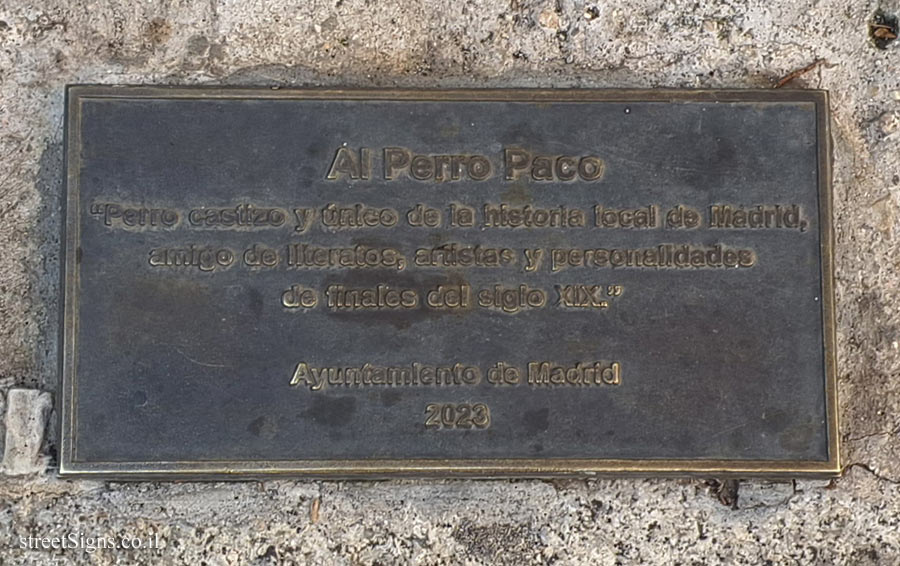 Al Perro Paco
"Perro castizo y único de la historia local de Madrid,
amigo de literatos, artistas y personalidades
de finales del siglo XIX."
Ayuntamiento de Madrid
2023
streetSigns.co.il